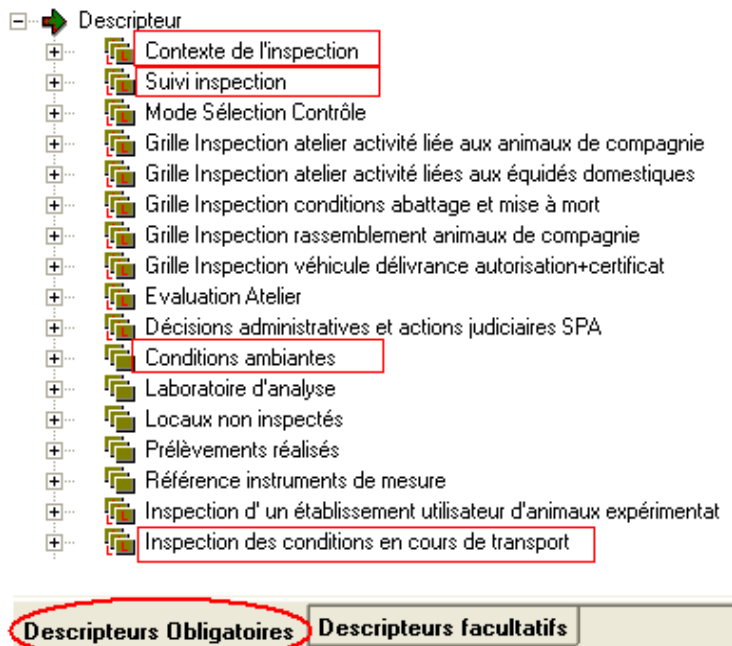 Descripteur
Contexte de l'inspection
Suivi inspection
Mode Sélection Contrôle
Grille Inspection atelier activité liée aux animaux de compagnie
Grille Inspection atelier activité liées aux équidés domestiques
Grille Inspection conditions abattage et mise à mort
Grille Inspection rassemblement animaux de compagnie
Grille Inspection véhicule délivrance autorisation+certificat
Evaluation Atelier
Décisions administratives et actions judiciaires SPA
Conditions ambiantes
Laboratoire d'analyse
Locaux non inspectés
Prélèvements réalisés
Référence instruments de mesure
Inspection d' un établissement utilisateur d'animaux expérimentat
Inspection des conditions en cours de transport
Descripteurs Obligatoires Descripteurs facultatifs